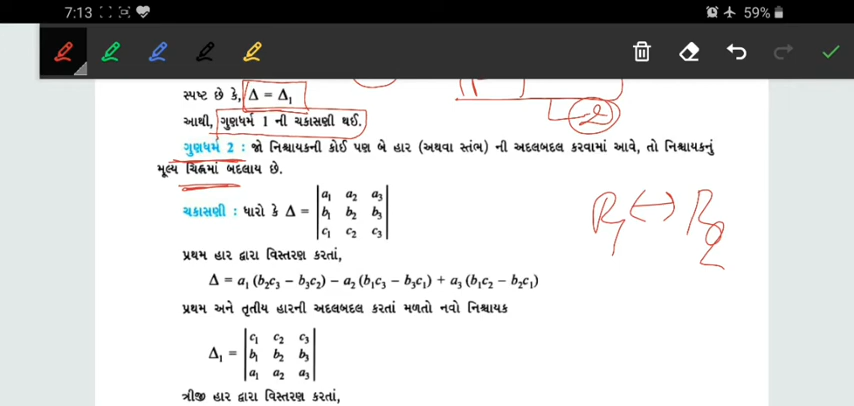 7:13
59%
સ્પષ્ટ છે કે, Δ = Δ₁
2
આથી, ગુણધર્મ 1 ની ચકાસણી થઈ.
ગુણધર્મ 2 : જો નિશ્ચાયકની કોઈ પણ બે હાર (અથવા સ્તંભ) ની અદલબદલ કરવામાં આવે, તો નિશ્ચાયકનું
મૂલ્ય ચિહ્નમાં બદલાય છે.
a₁ a₂ a₃
ચકાસણી : ધારો કે Δ = b₁ b₂ b₃
c₁ c₂ c₃
R₁ ↔ R₂
પ્રથમ હાર દ્વારા વિસ્તરણ કરતાં,
Δ = a₁ (b₂c₃ – b₃c₂) – a₂ (b₁c₃ – b₃c₁) + a₃ (b₁c₂ – b₂c₁)
પ્રથમ અને તૃતીય હારની અદલબદલ કરતાં મળતો નવો નિશ્ચાયક
c₁ c₂ c₃
Δ₁ = b₁ b₂ b₃
a₁ a₂ a₃
ત્રીજી હાર દ્વારા વિસ્તરણ કરતાં,